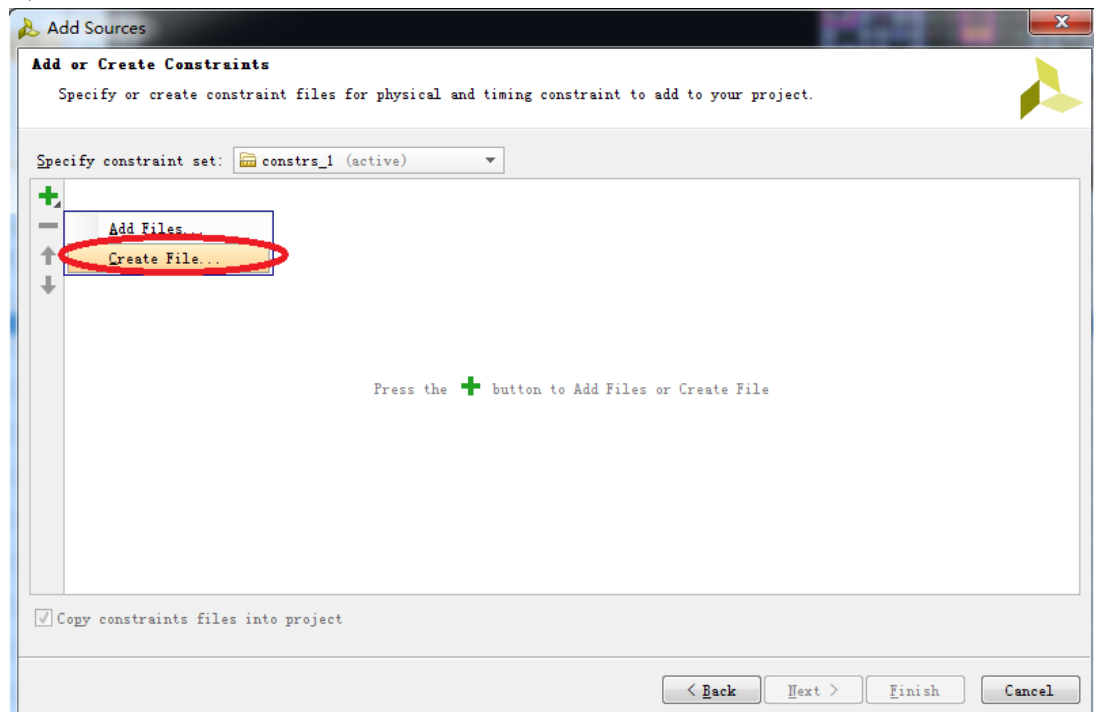 Add Sources
Add or Create Constraints
Specify or create constraint files for physical and timing constraint to add to your project.
Specify constraint set: constrs_1 (active)
Add Files...
Create File...
Press the + button to Add Files or Create File
Copy constraints files into project
< Back Next > Finish Cancel